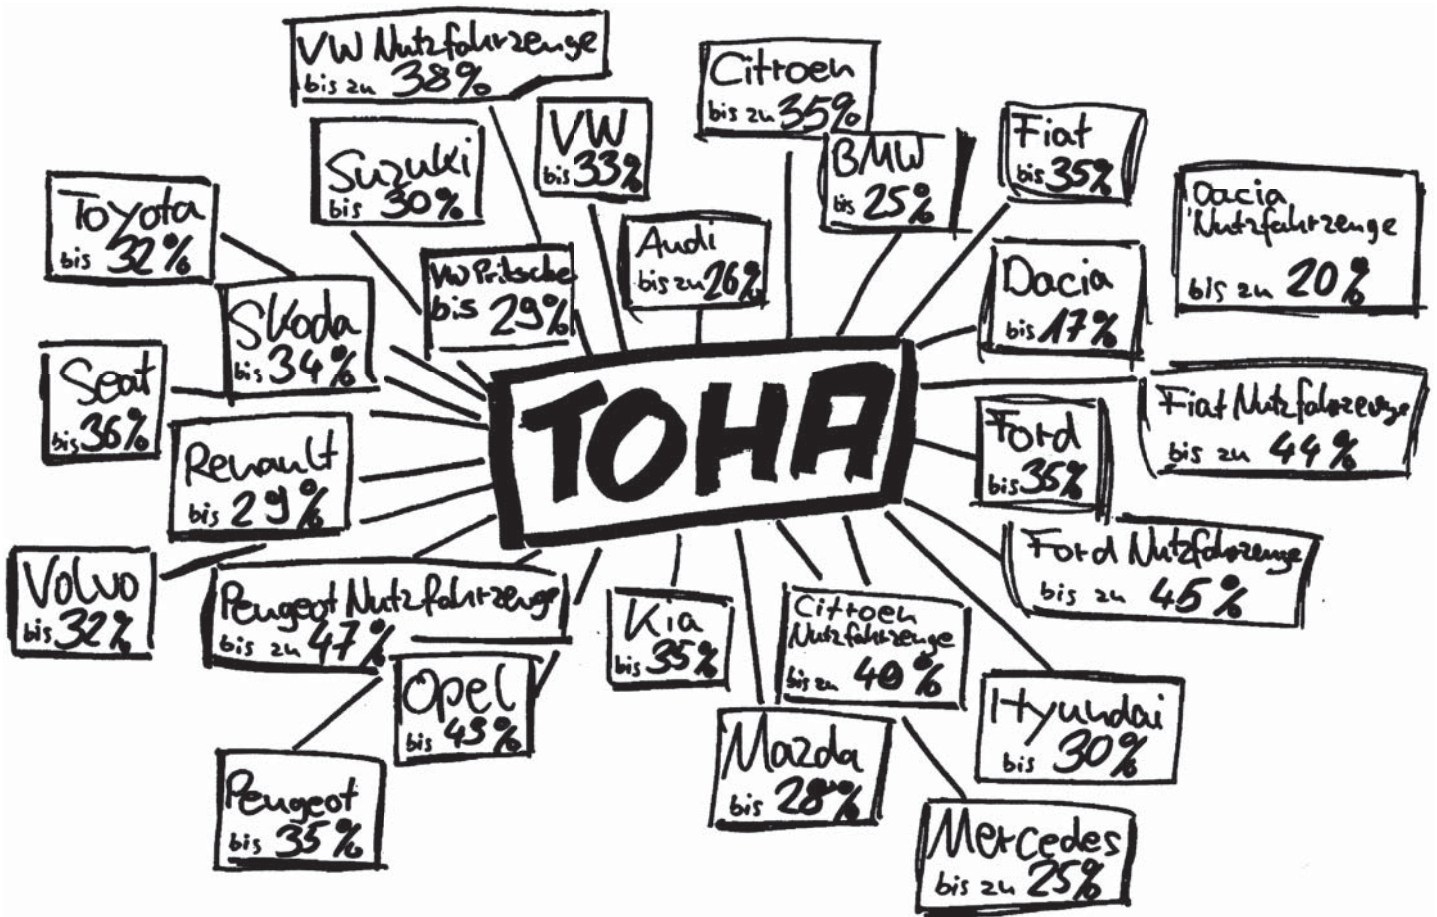 VW Nutzfahrzeuge
bis zu 38%
Citroen
bis zu 35%
VW
bis 33%
Fiat
bis 35%
Suzuki
bis 30%
BMW
bis 25%
Toyota
bis 32%
Dacia
Nutzfahrzeuge
bis zu 20%
Audi
bis zu 26%
VW Pritsche
bis 29%
Dacia
bis 17%
Skoda
bis 34%
Seat
bis 36%
TOHA
Fiat Nutzfahrzeuge
bis zu 44%
Ford
bis 35%
Renault
bis 29%
Ford Nutzfahrzeuge
bis zu 45%
Volvo
bis 32%
Peugeot Nutzfahrzeuge
bis zu 47%
Kia
bis 35%
Citroen
Nutzfahrzeuge
bis zu 40%
Opel
bis 43%
Hyundai
bis 30%
Mazda
bis 28%
Peugeot
bis 35%
Mercedes
bis zu 25%